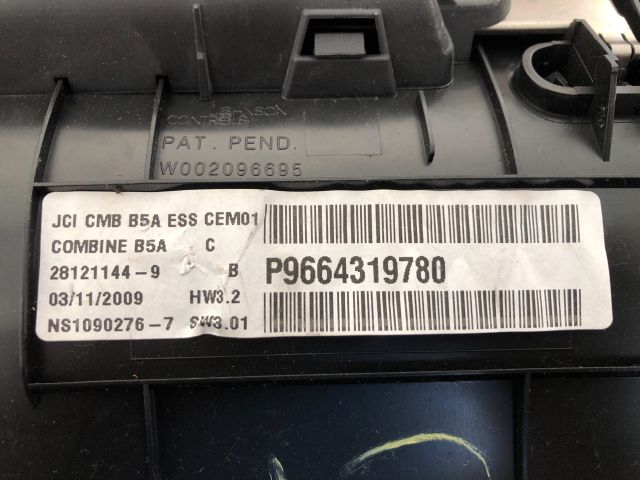 JOHNSON
CONTROLS
PAT. PEND.
W002096695
JCI CMB B5A ESS CEM01
COMBINE B5A C
28121144-9 B P9664319780
03/11/2009 HW3.2
NS1090276-7 SW3.01